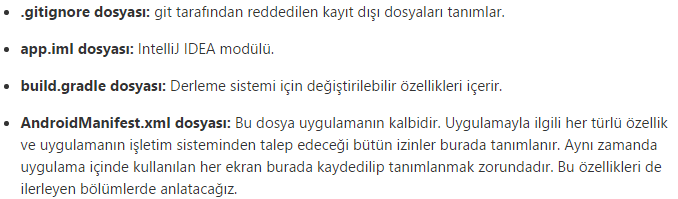 • .gitignore dosyası: git tarafından reddedilen kayıt dışı dosyaları tanımlar.
• app.iml dosyası: IntelliJ IDEA modülü.
• build.gradle dosyası: Derleme sistemi için değiştirilebilir özellikleri içerir.
• AndroidManifest.xml dosyası: Bu dosya uygulamanın kalbidir. Uygulamayla ilgili her türlü özellik
ve uygulamanın işletim sisteminden talep edeceği bütün izinler burada tanımlanır. Aynı zamanda
uygulama içinde kullanılan her ekran burada kaydedilip tanımlanmak zorundadır. Bu özellikleri de
ilerleyen bölümlerde anlatacağız.